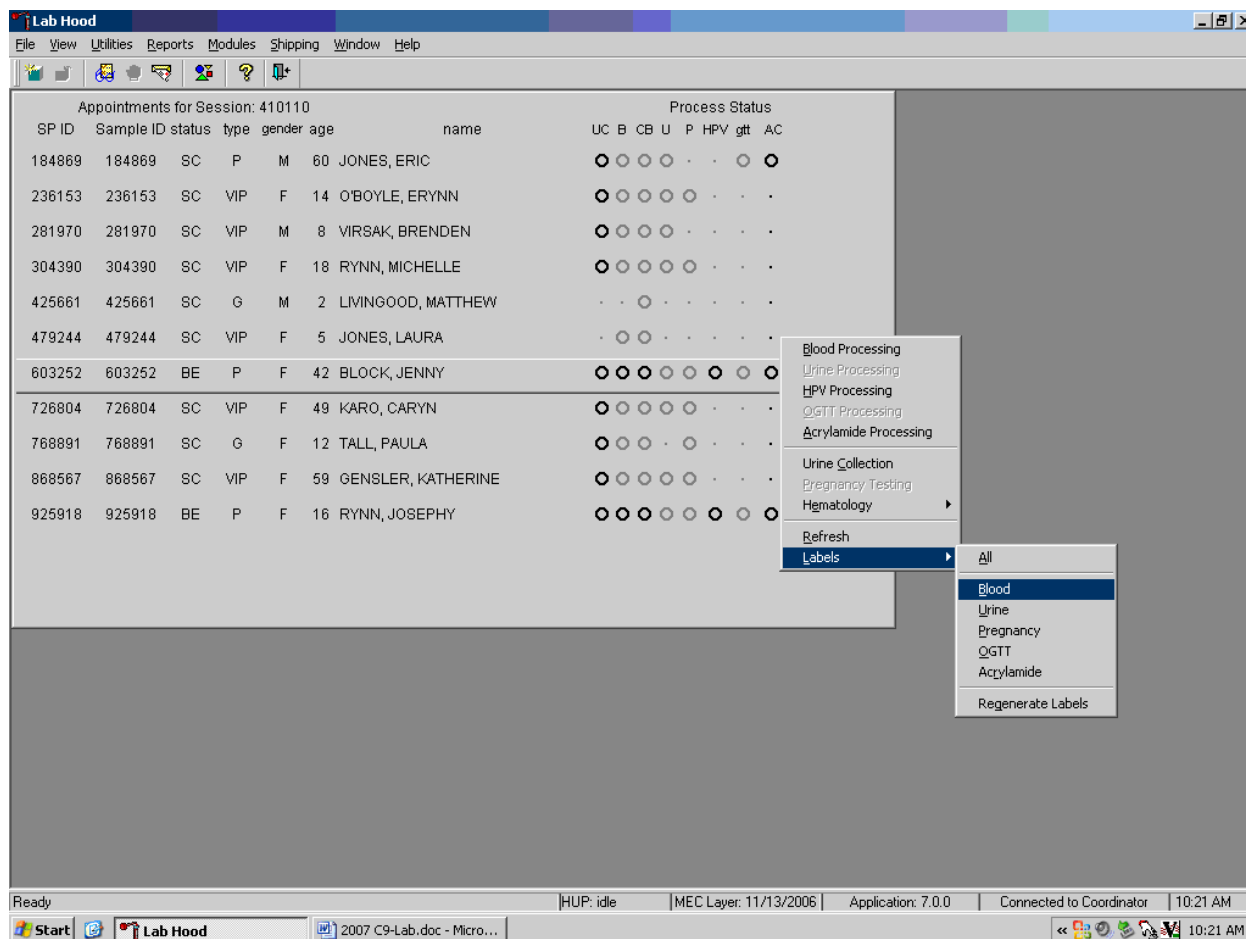 Lab Hood
File View Utilities Reports Modules Shipping Window Help
Appointments for Session: 410110 Process Status
SP ID Sample ID status type gender age name UC B CB U P HPV gtt AC
184869 184869 SC P M 60 JONES, ERIC
236153 236153 SC VIP F 14 O'BOYLE, ERYNN
281970 281970 SC VIP M 8 VIRSAK, BRENDEN
304390 304390 SC VIP F 18 RYNN, MICHELLE
425661 425661 SC G M 2 LIVINGOOD, MATTHEW
479244 479244 SC VIP F 5 JONES, LAURA
603252 603252 BE P F 42 BLOCK, JENNY
726804 726804 SC VIP F 49 KARO, CARYN
768891 768891 SC G F 12 TALL, PAULA
868567 868567 SC VIP F 59 GENSLER, KATHERINE
925918 925918 BE P F 16 RYNN, JOSEPHY
Blood Processing
Urine Processing
HPV Processing
OGTT Processing
Acrylamide Processing
Urine Collection
Pregnancy Testing
Hematology
Refresh
Labels
All
Blood
Urine
Pregnancy
OGTT
Acrylamide
Regenerate Labels
Ready HUP: idle MEC Layer: 11/13/2006 Application: 7.0.0 Connected to Coordinator 10:21 AM
Start Lab Hood 2007 C9-Lab.doc - Micro... 10:21 AM